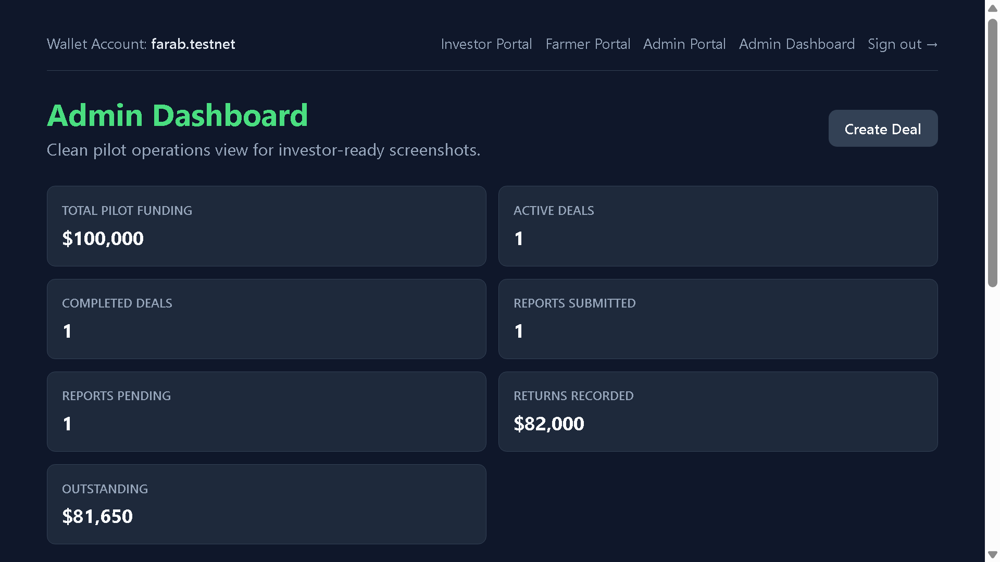 Wallet Account: farab.testnet
Investor Portal Farmer Portal Admin Portal Admin Dashboard Sign out →
Admin Dashboard
Clean pilot operations view for investor-ready screenshots.
Create Deal
TOTAL PILOT FUNDING
$100,000
ACTIVE DEALS
1
COMPLETED DEALS
1
REPORTS SUBMITTED
1
REPORTS PENDING
1
RETURNS RECORDED
$82,000
OUTSTANDING
$81,650